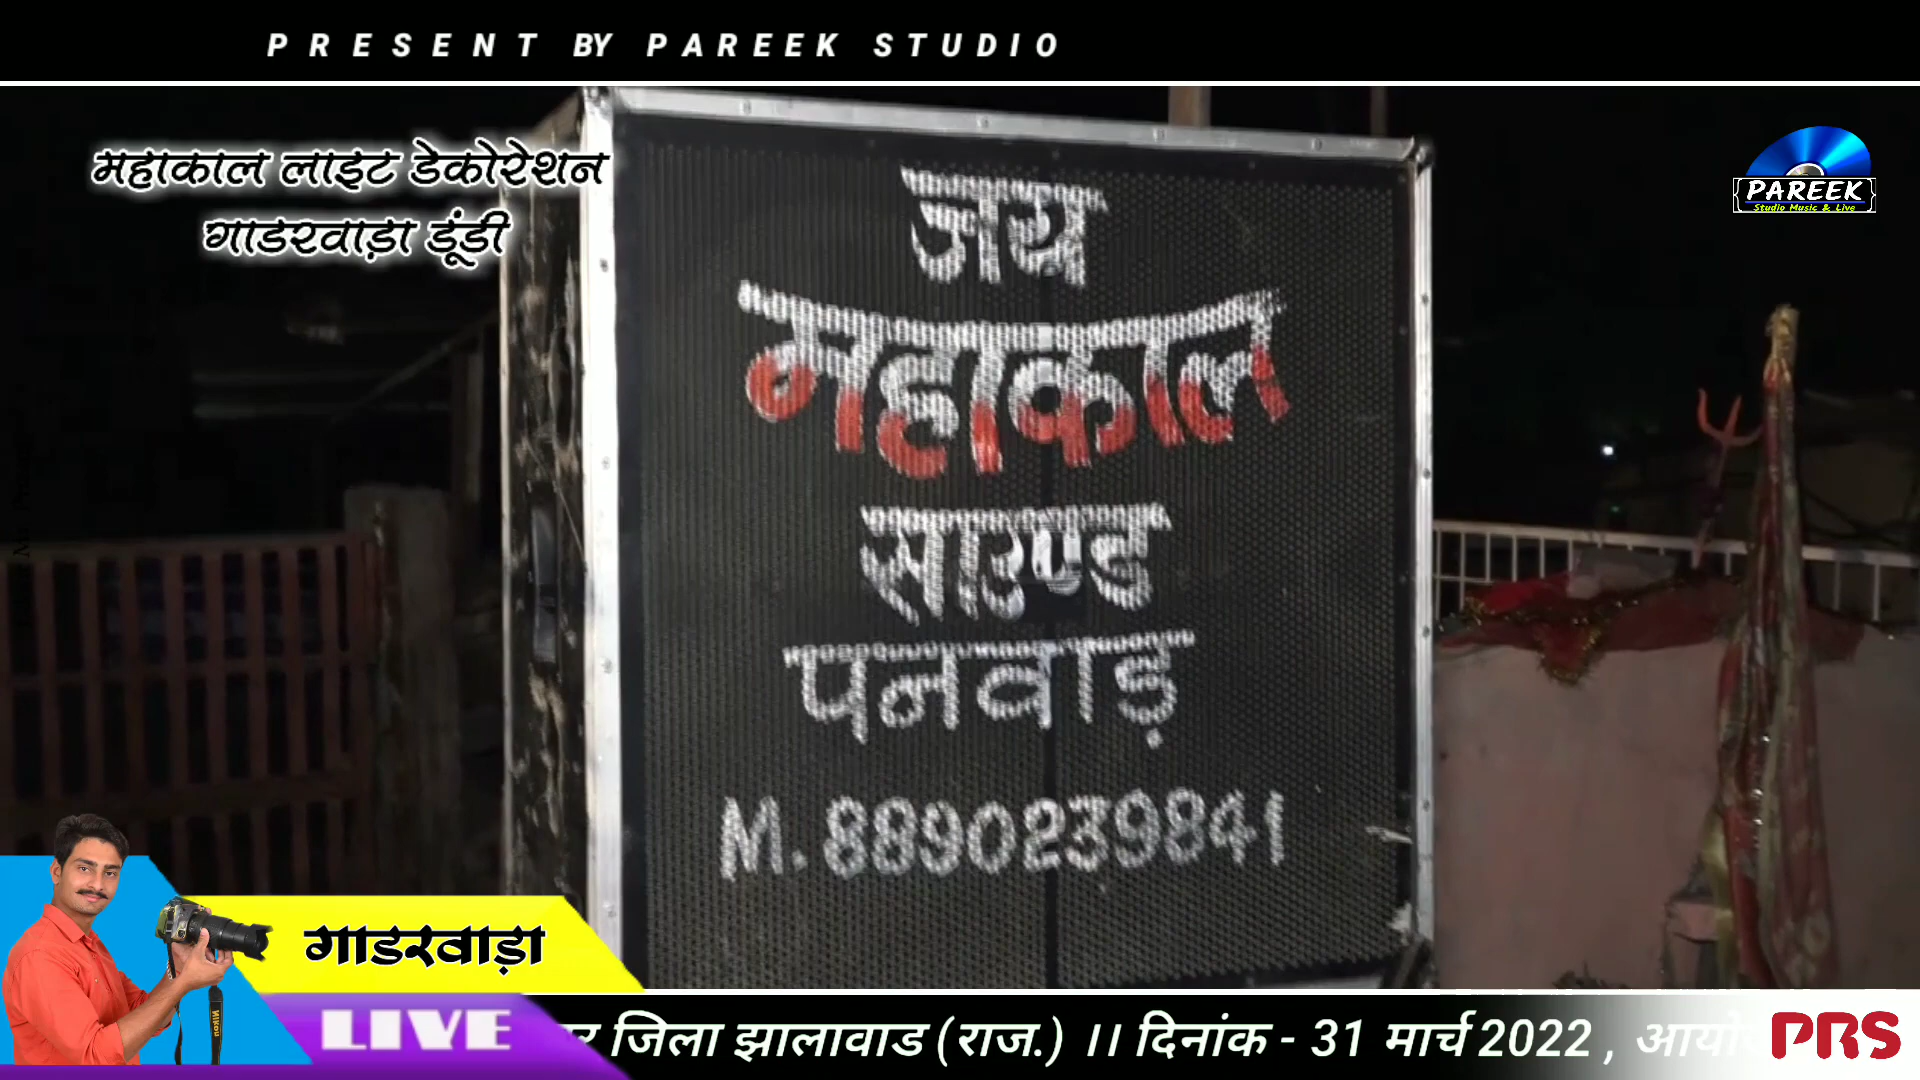 PRESENT BY PAREEK STUDIO
महाकाल लाइट डेकोरेशन
गाडरवाड़ा डूंडी
PAREEK
Studio Music & Live
जय
महाकाल
साउण्ड
पनवाड़
M. 8890239841
Nikon
गाडरवाड़ा
LIVE
जिला झालावाड (राज.) ।। दिनांक - 31 मार्च 2022 ,
PRS